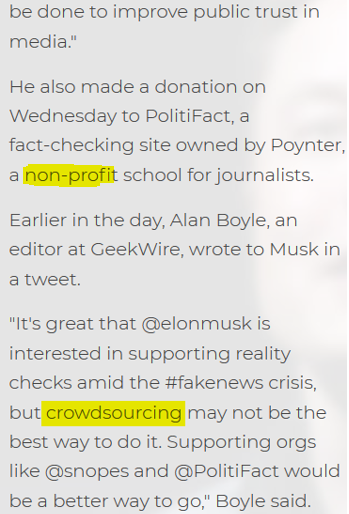 be done to improve public trust in
media."
He also made a donation on
Wednesday to PolitiFact, a
fact-checking site owned by Poynter,
a non-profit school for journalists.
Earlier in the day, Alan Boyle, an
editor at GeekWire, wrote to Musk in
a tweet.
"It's great that @elonmusk is
interested in supporting reality
checks amid the #fakenews crisis,
but crowdsourcing may not be the
best way to do it. Supporting orgs
like @snopes and @PolitiFact would
be a better way to go," Boyle said.